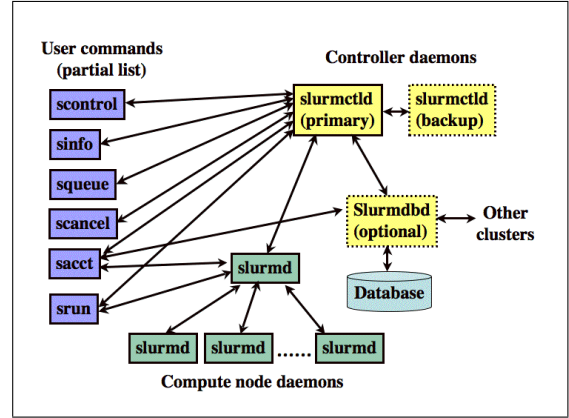 User commands
(partial list)
Controller daemons
scontrol
slurmctld
(primary)
slurmctld
(backup)
sinfo
squeue
scancel
Slurmdbd
(optional)
Other
clusters
sacct
slurmd
Database
srun
slurmd
slurmd
......
slurmd
Compute node daemons